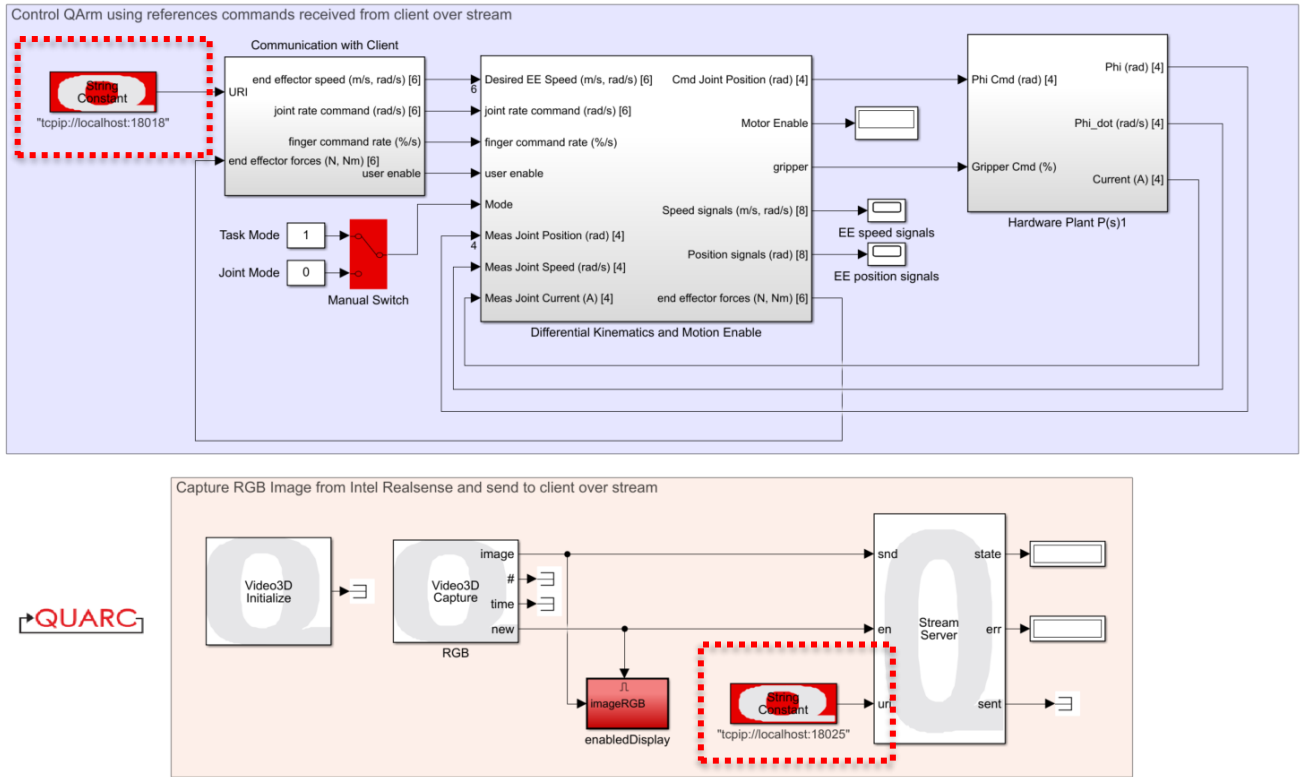 Control QArm using references commands received from client over stream
Communication with Client
String
Constant
"tcpip://localhost:18018"
URI
end effector forces (N, Nm) [6]
end effector speed (m/s, rad/s) [6]
joint rate command (rad/s) [6]
finger command rate (%/s)
user enable
Task Mode
1
Joint Mode
0
Manual Switch
6
4
Desired EE Speed (m/s, rad/s) [6]
joint rate command (rad/s) [6]
finger command rate (%/s)
user enable
Mode
Meas Joint Position (rad) [4]
Meas Joint Speed (rad/s) [4]
Meas Joint Current (A) [4]
Cmd Joint Position (rad) [4]
Motor Enable
gripper
Speed signals (m/s, rad/s) [8]
Position signals (rad) [8]
end effector forces (N, Nm) [6]
Differential Kinematics and Motion Enable
EE speed signals
EE position signals
Phi Cmd (rad) [4]
Gripper Cmd (%)
Phi (rad) [4]
Phi_dot (rad/s) [4]
Current (A) [4]
Hardware Plant P(s)1
Capture RGB Image from Intel Realsense and send to client over stream
QUARC
Video3D
Initialize
Video3D
Capture
image
#
time
new
RGB
imageRGB
enabledDisplay
String
Constant
"tcpip://localhost:18025"
snd
en
uri
Stream
Server
state
err
sent